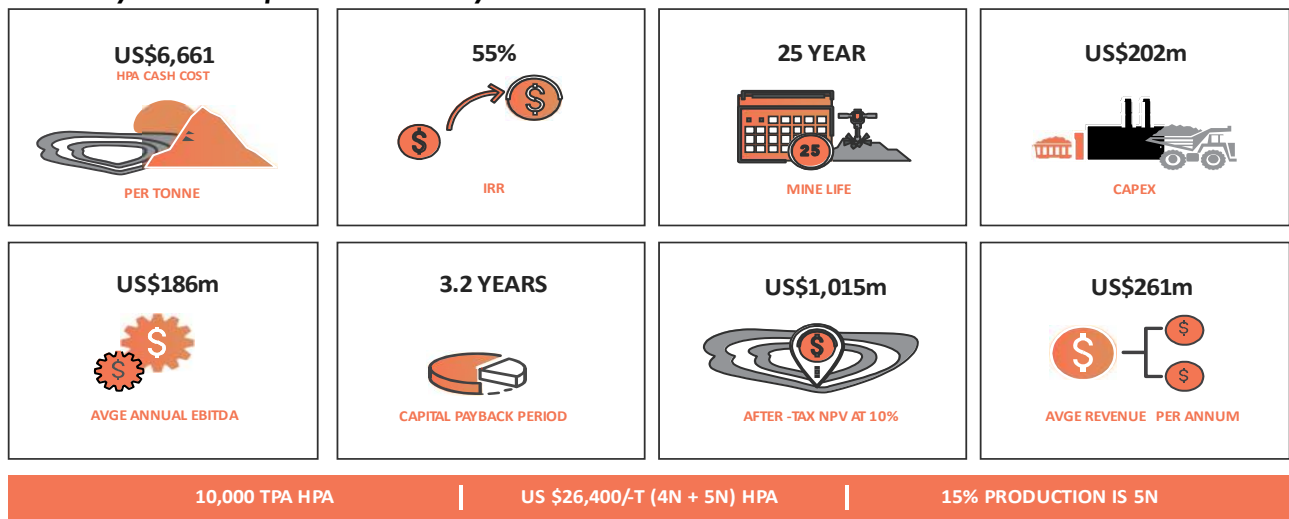 US$6,661
HPA CASH COST
PER TONNE
55%
$
$
IRR
25 YEAR
25
MINE LIFE
US$202m
CAPEX
US$186m
$
$
AVGE ANNUAL EBITDA
3.2 YEARS
CAPITAL PAYBACK PERIOD
US$1,015m
$
AFTER -TAX NPV AT 10%
US$261m
$
$
$
AVGE REVENUE PER ANNUM
10,000 TPA HPA | US $26,400/-T (4N + 5N) HPA | 15% PRODUCTION IS 5N